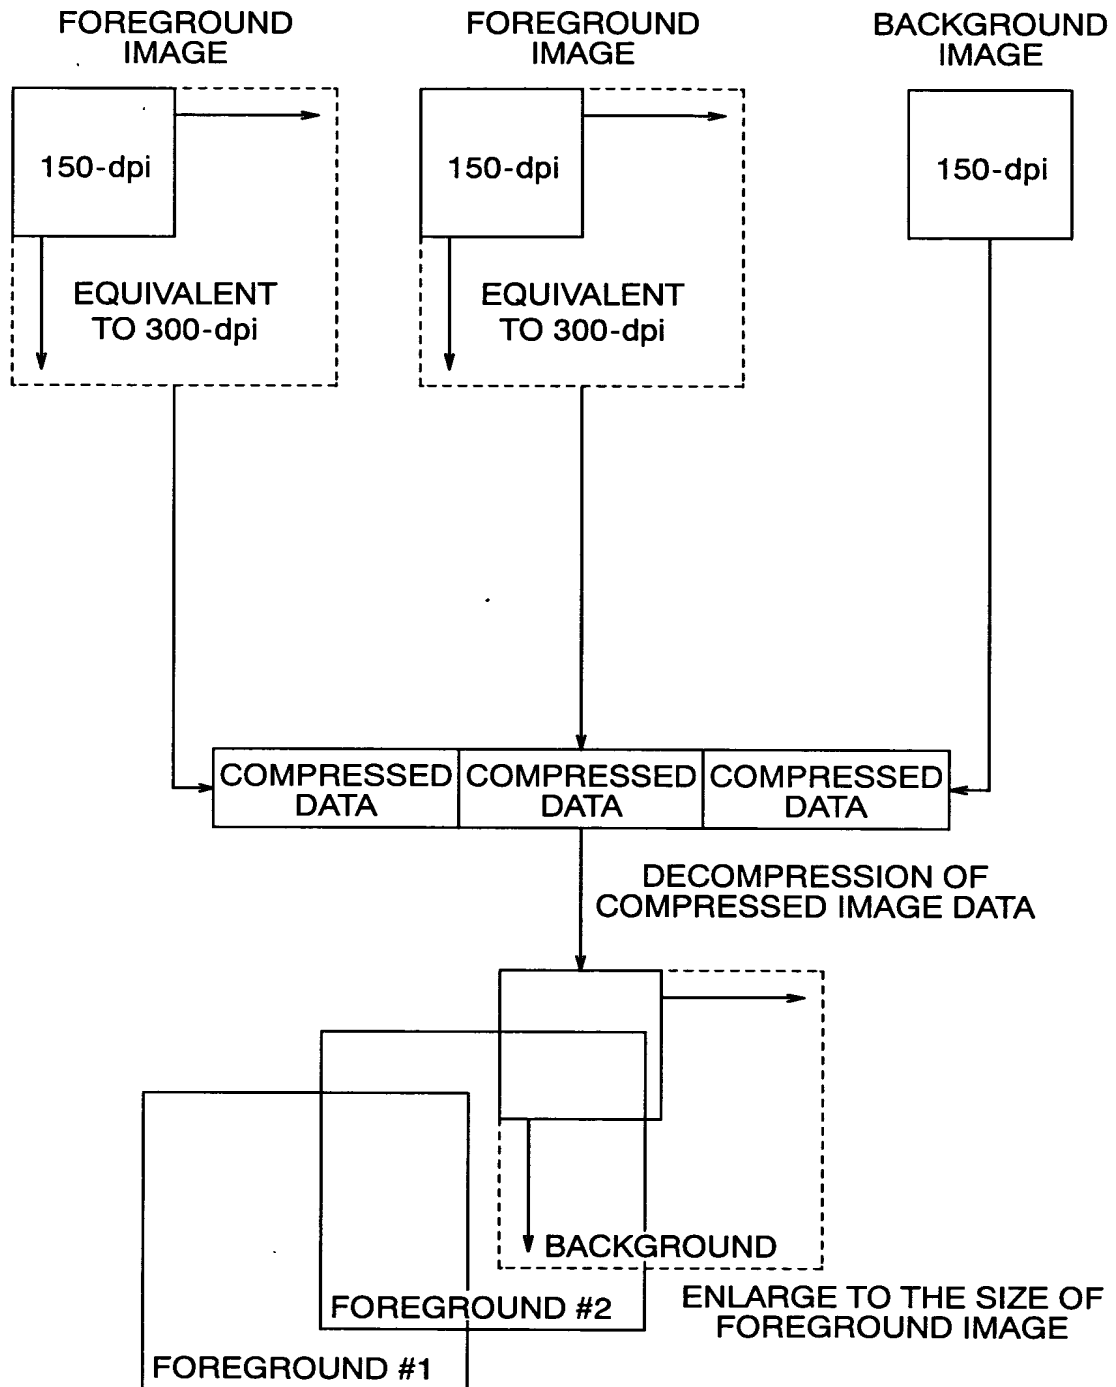 FOREGROUND
IMAGE
FOREGROUND
IMAGE
BACKGROUND
IMAGE
150-dpi
150-dpi
150-dpi
EQUIVALENT
TO 300-dpi
EQUIVALENT
TO 300-dpi
COMPRESSED
DATA
COMPRESSED
DATA
COMPRESSED
DATA
DECOMPRESSION OF
COMPRESSED IMAGE DATA
BACKGROUND
FOREGROUND #2
ENLARGE TO THE SIZE OF
FOREGROUND IMAGE
FOREGROUND #1